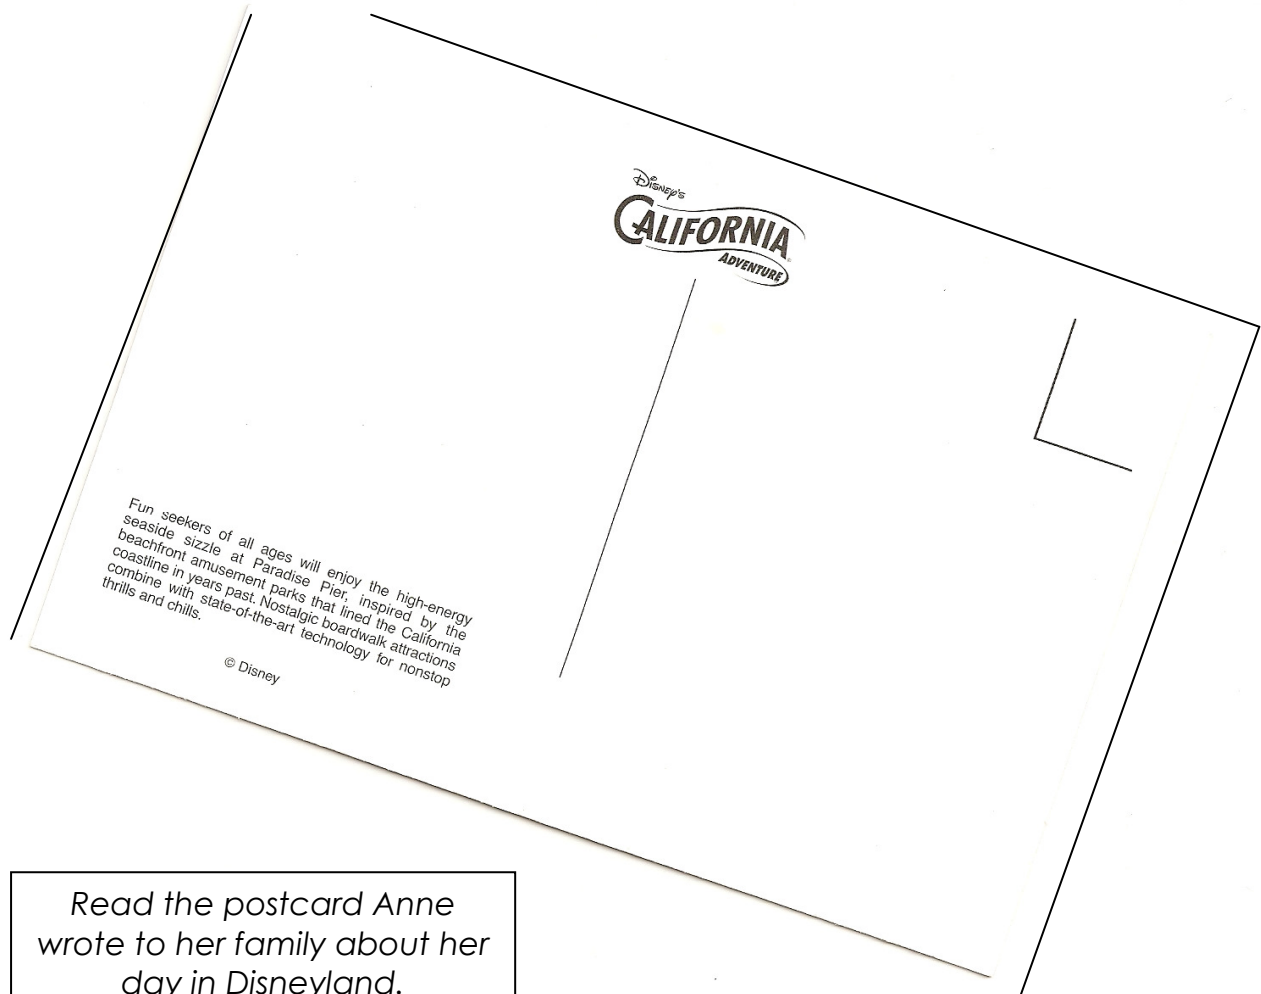 Disney's
CALIFORNIA
ADVENTURE
Fun seekers of all ages will enjoy the high-energy
seaside sizzle at Paradise Pier, inspired by the
beachfront amusement parks that lined the California
coastline in years past. Nostalgic boardwalk attractions
combine with state-of-the-art technology for nonstop
thrills and chills.
© Disney
Read the postcard Anne
wrote to her family about her
day in Disneyland.